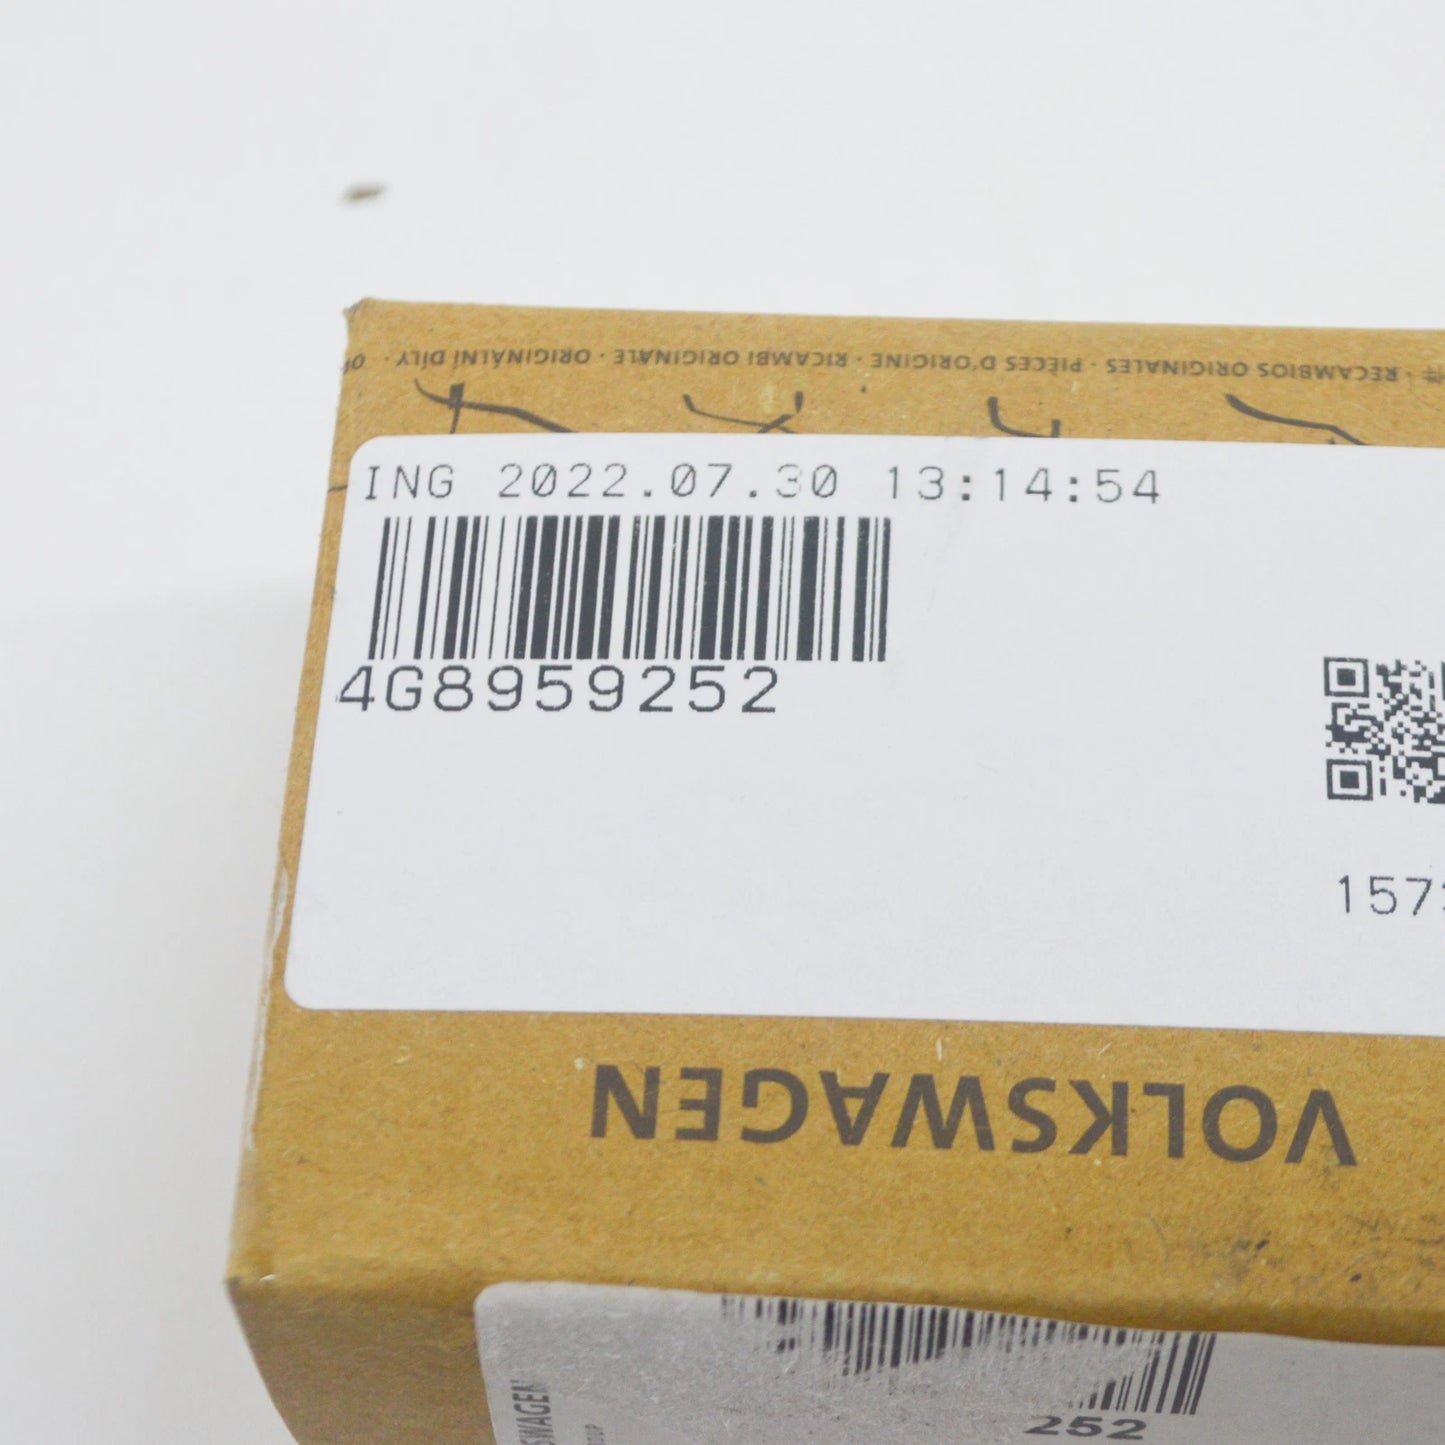 RECAMBIOS ORIGINALES · PIÈCES D'ORIGINE · RICAMBI ORIGINALE · ORIGINÁLNÍ DÍLY ·
ING 2022.07.30 13:14:54
4G8959252
157
VOLKSWAGEN
252